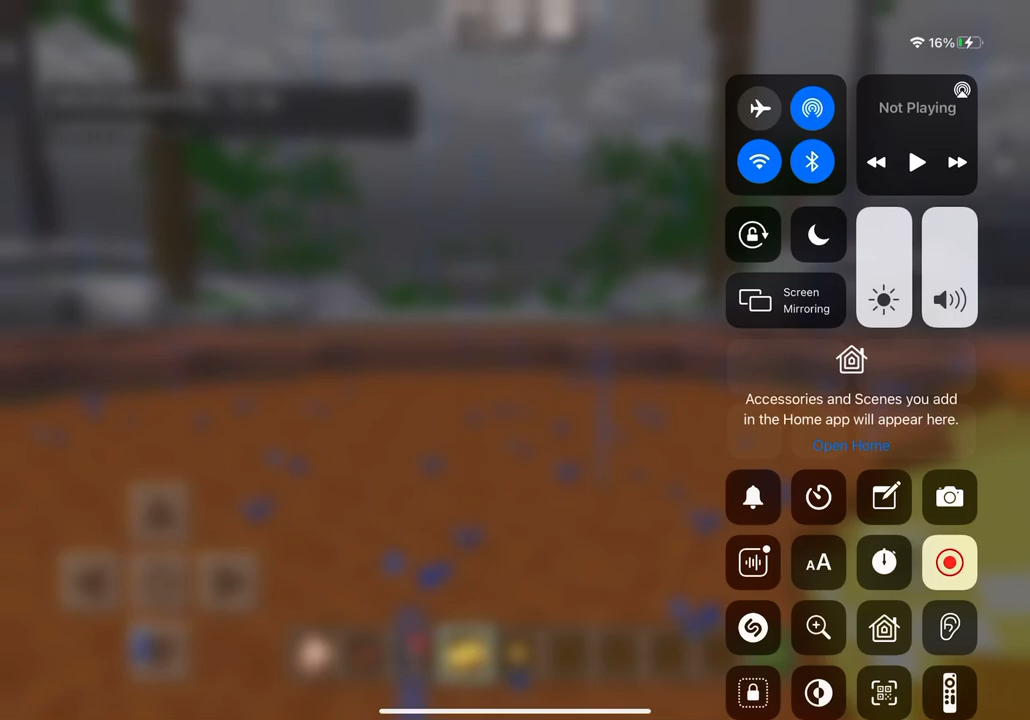 16%
Not Playing
Screen
Mirroring
Accessories and Scenes you add
in the Home app will appear here.
Open Home
AA